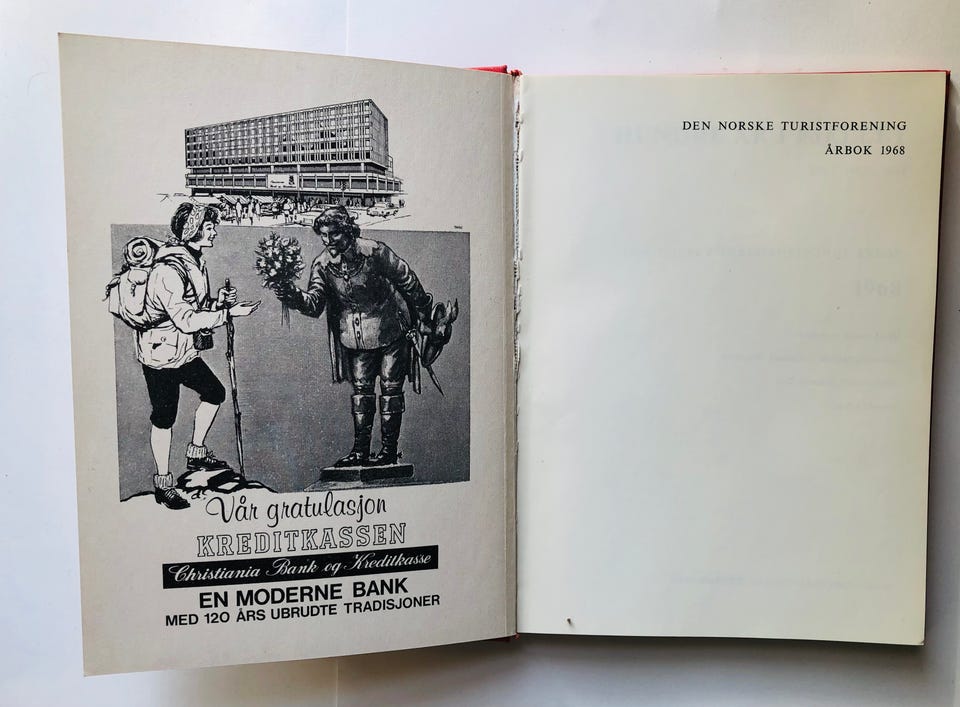 Vår gratulasjon
KREDITKASSEN
Christiania Bank og Kreditkasse
EN MODERNE BANK
MED 120 ÅRS UBRUDTE TRADISJONER
DEN NORSKE TURISTFORENING
ÅRBOK 1968